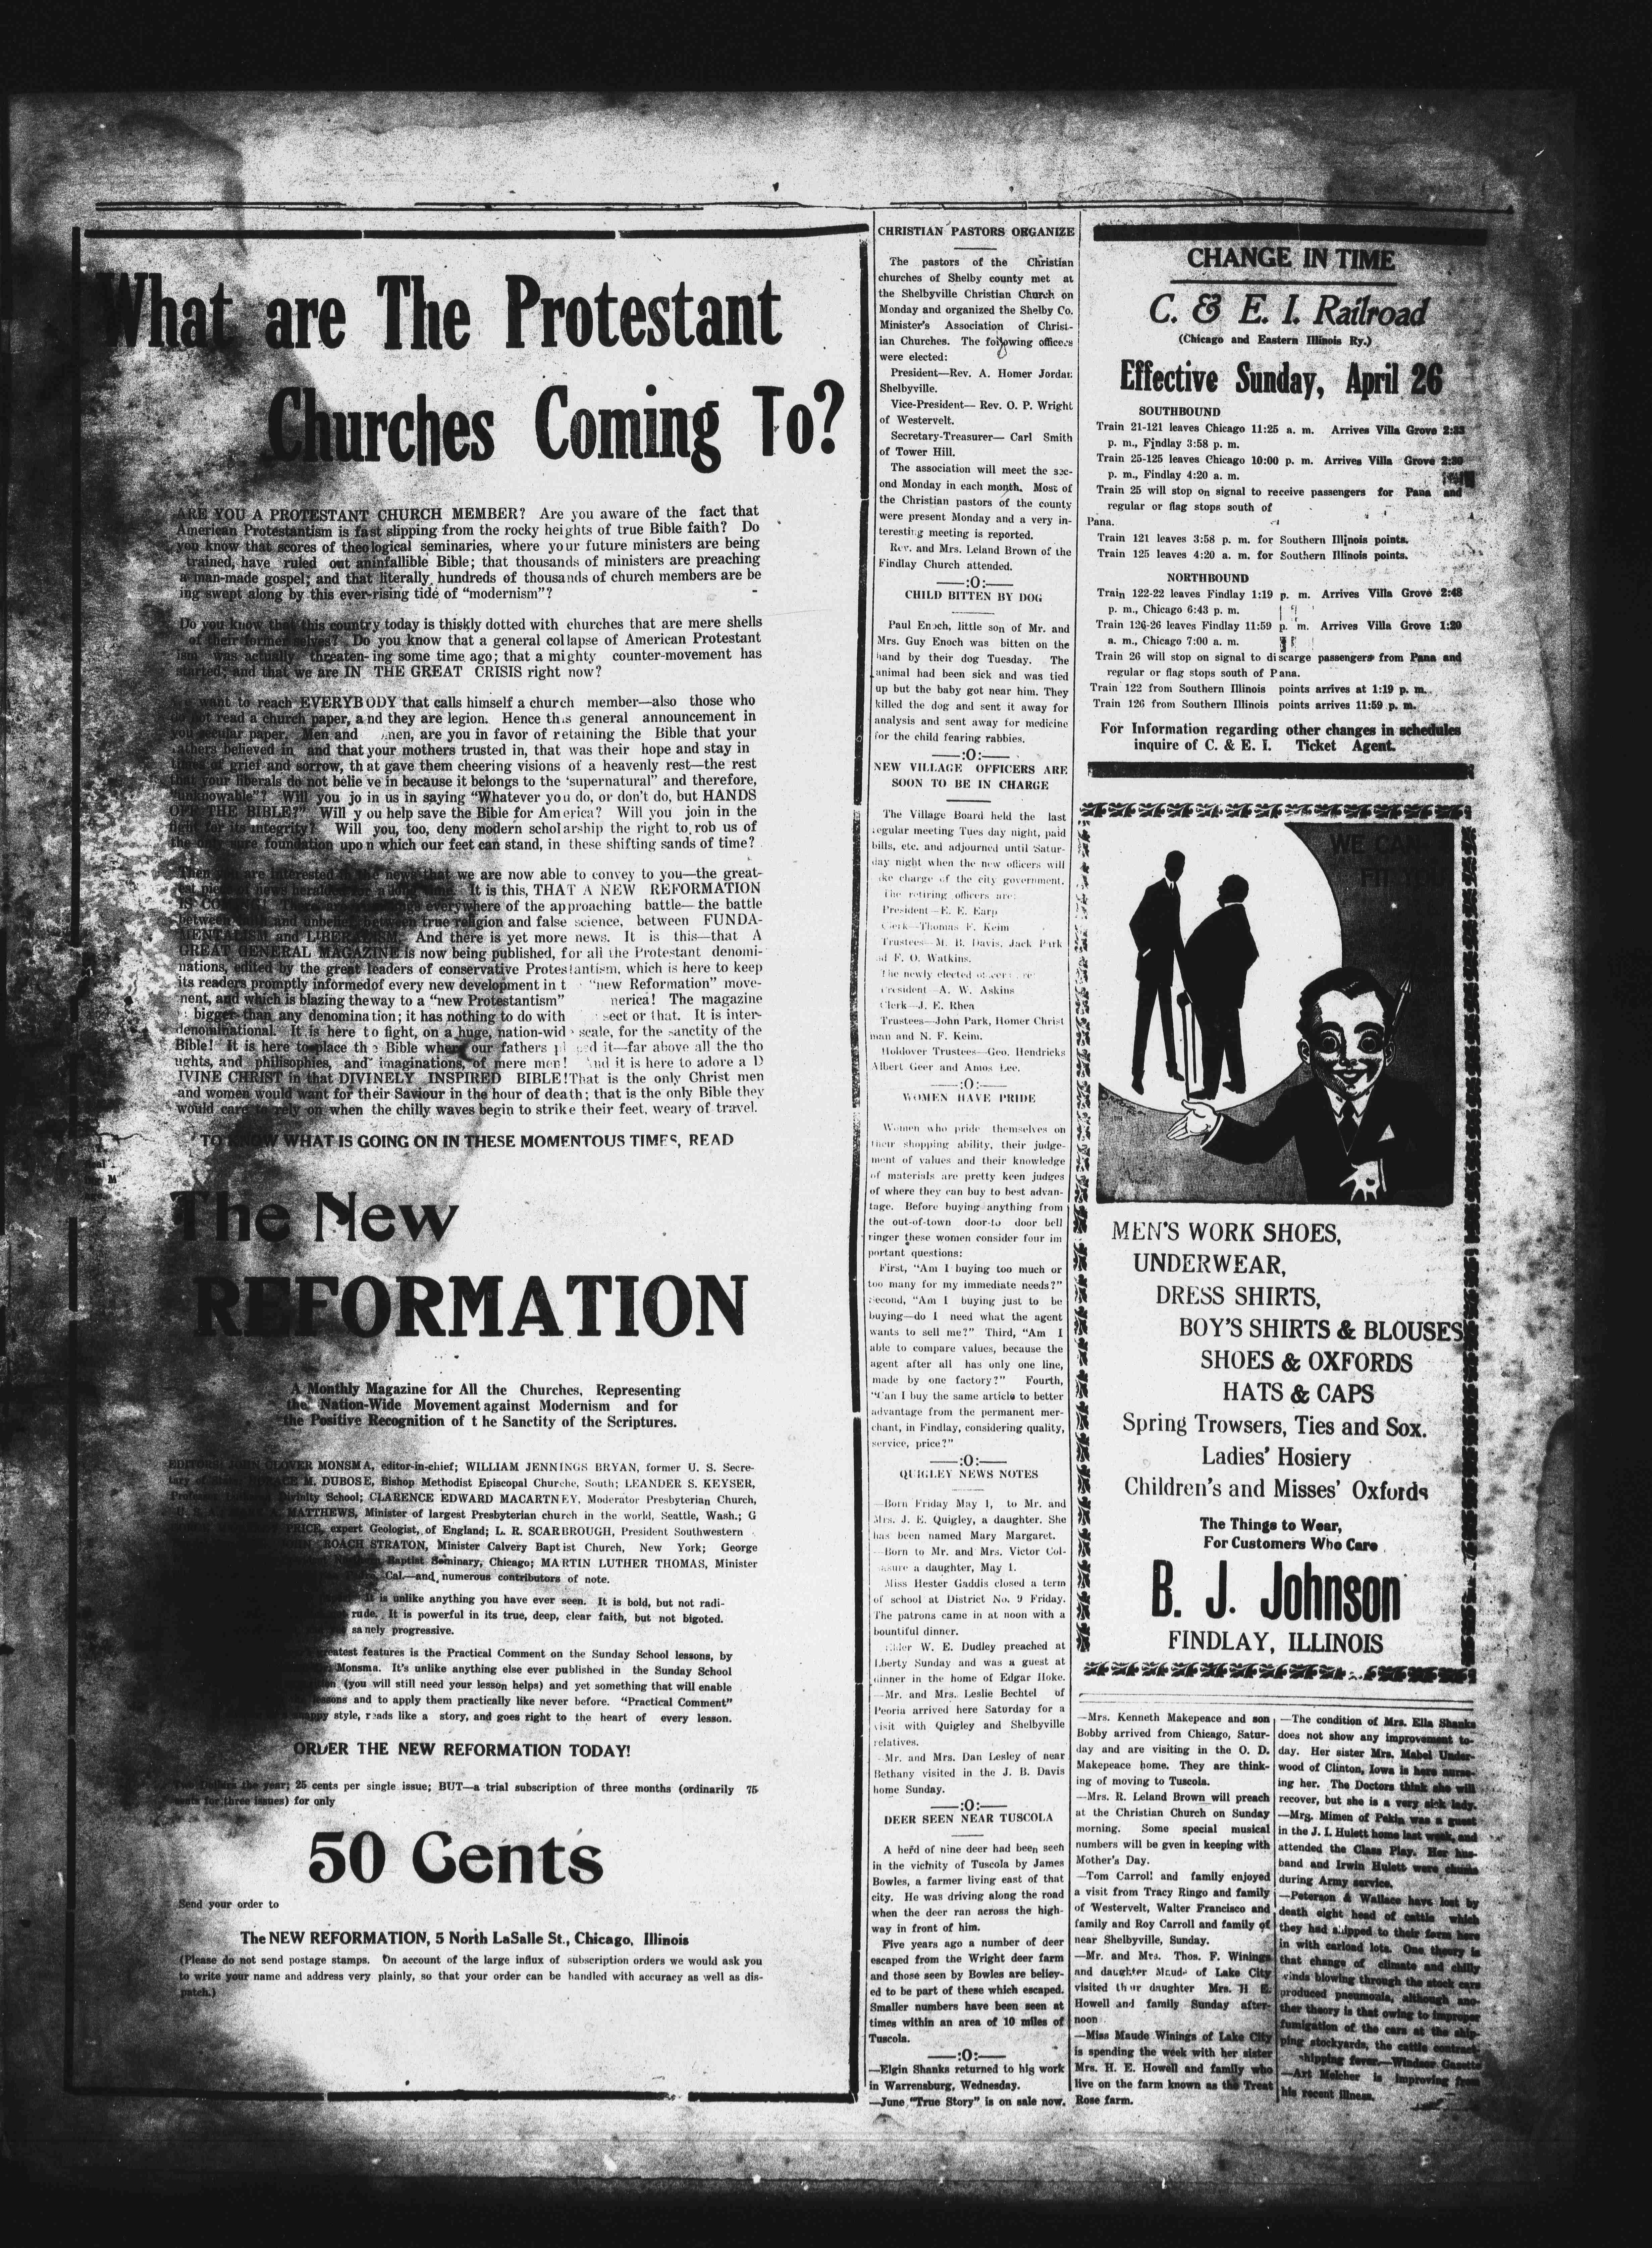 What are The Protestant
Churches Coming To?
ARE YOU A PROTESTANT CHURCH MEMBER? Are you aware of the fact that
American Protestantism is fast slipping from the rocky heights of true Bible faith? Do
you know that scores of theological seminaries, where your future ministers are being
trained, have ruled out aninfallible Bible; that thousands of ministers are preaching
a man-made gospel; and that literally hundreds of thousands of church members are be
ing swept along by this ever-rising tide of "modernism"?
Do you know that this country today is thiskly dotted with churches that are mere shells
of their former selves? Do you know that a general collapse of American Protestant
ism was actually threaten- ing some time ago; that a mighty counter-movement has
started; and that we are IN THE GREAT CRISIS right now?
want to reach EVERYBODY that calls himself a church member—also those who
do not read a church paper, and they are legion. Hence this general announcement in
you secular paper. Men and men, are you in favor of retaining the Bible that your
fathers believed in and that your mothers trusted in, that was their hope and stay in
times of grief and sorrow, that gave them cheering visions of a heavenly rest—the rest
that your liberals do not believe in because it belongs to the 'supernatural" and therefore,
"unknowable"? Will you join in us in saying "Whatever you do, or don't do, but HANDS
OFF THE BIBLE?" Will you help save the Bible for America? Will you join in the
fight for its integrity? Will you, too, deny modern scholarship the right to rob us of
the only sure foundation upon which our feet can stand, in these shifting sands of time?
Then you are interested in the news that we are now able to convey to you—the great-
est piece of news heralded for a long time. It is this, THAT A NEW REFORMATION
IS COMING! There are everywhere of the approaching battle—the battle
between faith and unbelief, between true religion and false science, between FUNDA-
MENTALISM and LIBERALISM. And there is yet more news. It is this—that A
GREAT GENERAL MAGAZINE is now being published, for all the Protestant denomi-
nations, edited by the great leaders of conservative Protestantism, which is here to keep
its readers promptly informedof every new development in t "new Reformation" move-
nent, and which is blazing theway to a "new Protestantism" nerica! The magazine
bigger than any denomination; it has nothing to do with sect or that. It is inter-
denominational. It is here to fight, on a huge, nation-wid scale, for the sanctity of the
Bible! It is here to place the Bible where our fathers pl ed it—far above all the tho
ughts, and philisophies, and imaginations, of mere men! And it is here to adore a D
IVINE CHRIST in that DIVINELY INSPIRED BIBLE!That is the only Christ men
and women would want for their Saviour in the hour of death; that is the only Bible they
would care to rely on when the chilly waves begin to strike their feet, weary of travel.
TO KNOW WHAT IS GOING ON IN THESE MOMENTOUS TIMES, READ
The New
REFORMATION
A Monthly Magazine for All the Churches, Representing
the Nation-Wide Movement against Modernism and for
the Positive Recognition of the Sanctity of the Scriptures.
EDITORS: JOHN CLOVER MONSMA, editor-in-chief; WILLIAM JENNINGS BRYAN, former U. S. Secre-
tary of State; HORACE M. DUBOSE, Bishop Methodist Episcopal Churche, South; LEANDER S. KEYSER,
Professor Divinity School; CLARENCE EDWARD MACARTNEY, Moderator Presbyterian Church,
U. S. A. MATTHEWS, Minister of largest Presbyterian church in the world, Seattle, Wash.; G
PRICE, expert Geologist, of England; L. R. SCARBROUGH, President Southwestern
JOHN ROACH STRATON, Minister Calvery Baptist Church, New York; George
Baptist Seminary, Chicago; MARTIN LUTHER THOMAS, Minister
Cal.—and numerous contributors of note.
It is unlike anything you have ever seen. It is bold, but not radi-
rude. It is powerful in its true, deep, clear faith, but not bigoted.
sanely progressive.
greatest features is the Practical Comment on the Sunday School lessons, by
Monsma. It's unlike anything else ever published in the Sunday School
(you will still need your lesson helps) and yet something that will enable
lessons and to apply them practically like never before. "Practical Comment"
snappy style, reads like a story, and goes right to the heart of every lesson.
ORDER THE NEW REFORMATION TODAY!
Two Dollars the year; 25 cents per single issue; BUT—a trial subscription of three months (ordinarily 75
cents for three issues) for only
50 Cents
Send your order to
The NEW REFORMATION, 5 North LaSalle St., Chicago, Illinois
(Please do not send postage stamps. On account of the large influx of subscription orders we would ask you
to write your name and address very plainly, so that your order can be handled with accuracy as well as dis-
patch.)
CHRISTIAN PASTORS ORGANIZE
The pastors of the Christian
churches of Shelby county met at
the Shelbyville Christian Church on
Monday and organized the Shelby Co.
Minister's Association of Christ-
ian Churches. The following officers
were elected:
President—Rev. A. Homer Jordan
Shelbyville.
Vice-President— Rev. O. P. Wright
of Westervelt.
Secretary-Treasurer— Carl Smith
of Tower Hill.
The association will meet the sec-
ond Monday in each month. Most of
the Christian pastors of the county
were present Monday and a very in-
teresting meeting is reported.
Rev. and Mrs. Leland Brown of the
Findlay Church attended.
—:O:—
CHILD BITTEN BY DOG
Paul Enoch, little son of Mr. and
Mrs. Guy Enoch was bitten on the
hand by their dog Tuesday. The
animal had been sick and was tied
up but the baby got near him. They
killed the dog and sent it away for
analysis and sent away for medicine
for the child fearing rabbies.
—:O:—
NEW VILLAGE OFFICERS ARE
SOON TO BE IN CHARGE
The Village Board held the last
regular meeting Tues day night, paid
bills, etc. and adjourned until Satur-
day night when the new officers will
ake charge of the city government.
The retiring officers are:
President—E. E. Earp
Clerk—Thomas F. Keim
Trustees—M. B. Davis, Jack Park
nd F. O. Watkins.
The newly elected officers are
President—A. W. Askins
Clerk—J. E. Rhea
Trustees—John Park, Homer Christ
man and N. F. Keim.
Holdover Trustees—Geo. Hendricks
Albert Geer and Amos Lee.
—:O:—
WOMEN HAVE PRIDE
Women who pride themselves on
their shopping ability, their judge-
ment of values and their knowledge
of materials are pretty keen judges
of where they can buy to best advan-
tage. Before buying anything from
the out-of-town door-to door bell
ringer these women consider four im
portant questions:
First, "Am I buying too much or
too many for my immediate needs?"
Second, "Am I buying just to be
buying—do I need what the agent
wants to sell me?" Third, "Am I
able to compare values, because the
agent after all has only one line,
made by one factory?" Fourth,
"Can I buy the same article to better
advantage from the permanent mer-
chant, in Findlay, considering quality,
service, price?"
—:O:—
QUIGLEY NEWS NOTES
—Born Friday May 1, to Mr. and
Mrs. J. E. Quigley, a daughter. She
has been named Mary Margaret.
—Born to Mr. and Mrs. Victor Col-
a daughter, May 1.
Miss Hester Gaddis closed a term
of school at District No. 9 Friday.
The patrons came in at noon with a
bountiful dinner.
Elder W. E. Dudley preached at
Lberty Sunday and was a guest at
dinner in the home of Edgar Hoke.
—Mr. and Mrs. Leslie Bechtel of
Peoria arrived here Saturday for a
visit with Quigley and Shelbyville
relatives.
Mr. and Mrs. Dan Lesley of near
Bethany visited in the J. B. Davis
home Sunday.
—:O:—
DEER SEEN NEAR TUSCOLA
A herd of nine deer had been seen
in the vicinity of Tuscola by James
Bowles, a farmer living east of that
city. He was driving along the road
when the deer ran across the high-
way in front of him.
Five years ago a number of deer
escaped from the Wright deer farm
and those seen by Bowles are believ-
ed to be part of these which escaped.
Smaller numbers have been seen at
times within an area of 10 miles of
Tuscola.
—:O:—
—Elgin Shanks returned to his work
in Warrensburg, Wednesday.
—June "True Story" is on sale now.
CHANGE IN TIME
C. & E. I. Railroad
(Chicago and Eastern Illinois Ry.)
Effective Sunday, April 26
SOUTHBOUND
Train 21-121 leaves Chicago 11:25 a. m. Arrives Villa Grove 2:33
p. m., Findlay 3:58 p. m.
Train 25-125 leaves Chicago 10:00 p. m. Arrives Villa Grove 2:30
p. m., Findlay 4:20 a. m.
Train 25 will stop on signal to receive passengers for Pana and
regular or flag stops south of
Pana.
Train 121 leaves 3:58 p. m. for Southern Illinois points.
Train 125 leaves 4:20 a. m. for Southern Illinois points.
NORTHBOUND
Train 122-22 leaves Findlay 1:19 p. m. Arrives Villa Grove 2:48
p. m., Chicago 6:43 p. m.
Train 126-26 leaves Findlay 11:59 p. m. Arrives Villa Grove 1:20
a. m., Chicago 7:00 a. m.
Train 26 will stop on signal to discarge passengers from Pana and
regular or flag stops south of Pana.
Train 122 from Southern Illinois points arrives at 1:19 p. m.
Train 126 from Southern Illinois points arrives 11:59 p. m.
For Information regarding other changes in schedules
inquire of C. & E. I. Ticket Agent.
WE CAN
FIT
MEN'S WORK SHOES,
UNDERWEAR,
DRESS SHIRTS,
BOY'S SHIRTS & BLOUSES
SHOES & OXFORDS
HATS & CAPS
Spring Trowsers, Ties and Sox.
Ladies' Hosiery
Children's and Misses' Oxfords
The Things to Wear,
For Customers Who Care
B. J. Johnson
FINDLAY, ILLINOIS
—Mrs. Kenneth Makepeace and son
Bobby arrived from Chicago, Satur-
day and are visiting in the O. D.
Makepeace home. They are think-
ing of moving to Tuscola.
—Mrs. R. Leland Brown will preach
at the Christian Church on Sunday
morning. Some special musical
numbers will be gven in keeping with
Mother's Day.
—Tom Carroll and family enjoyed
a visit from Tracy Ringo and family
of Westervelt, Walter Francisco and
family and Roy Carroll and family of
near Shelbyville, Sunday.
—Mr. and Mrs. Thos. F. Winings
and daughter Maude of Lake City
visited their daughter Mrs. H E.
Howell and family Sunday after-
noon
—Miss Maude Winings of Lake City
is spending the week with her sister
Mrs. H. E. Howell and family who
live on the farm known as the Treat
Rose farm.
—The condition of Mrs. Ella Shanks
does not show any improvement to-
day. Her sister Mrs. Mabel Under-
wood of Clinton, Iowa is here nurse-
ing her. The Doctors think she will
recover, but she is a very sick lady.
—Mrg. Mimen of Pekin was a guest
in the J. I. Hulett home last week, and
attended the Class Play. Her hus-
band and Irwin Hulett were chums
during Army service.
—Peterson & Wallace have lost by
death eight head of cattle which
they had shipped to their farm here
in with carload lots. One theory is
that change of climate and chilly
winds blowing through the stock cars
produced pneumonia, although ano-
ther theory is that owing to improper
fumigation of the cars at the ship-
ping stockyards, the cattle contract-
shipping fever.—Windsor Gazette
—Art Melcher is improving from
his recent illness.